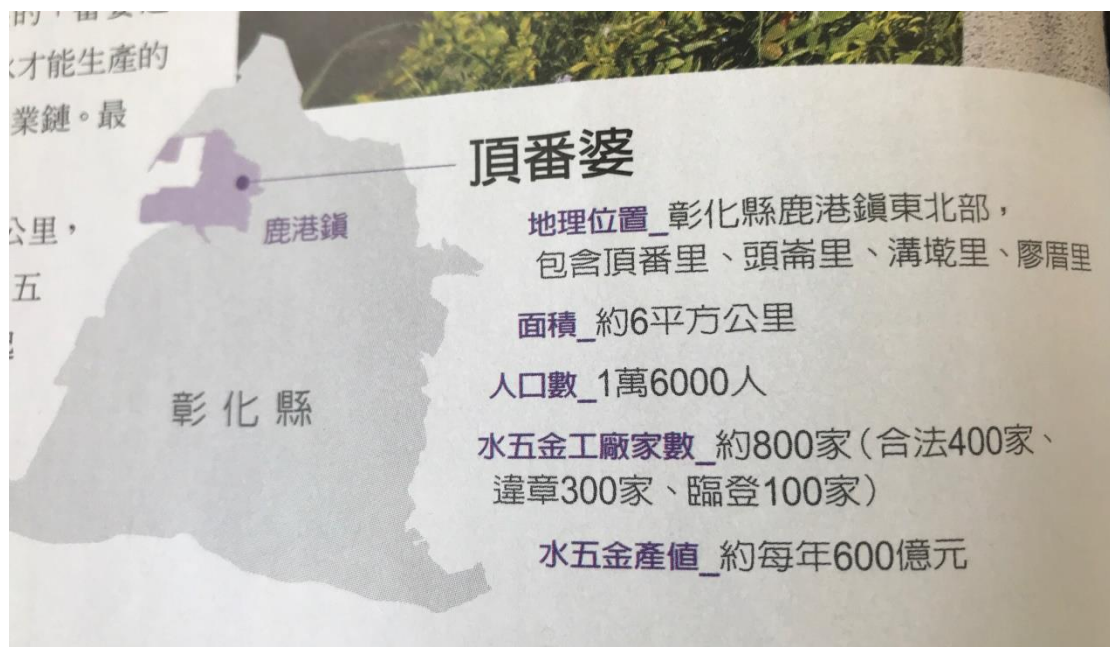 才能生產的
業鏈。最
公里，
五
頂番婆
地理位置_彰化縣鹿港鎮東北部，
包含頂番里、頭崙里、溝墘里、廖厝里
面積_約6平方公里
人口數_1萬6000人
水五金工廠家數_約800家（合法400家、
違章300家、臨登100家）
水五金產值_約每年600億元
鹿港鎮
彰化縣